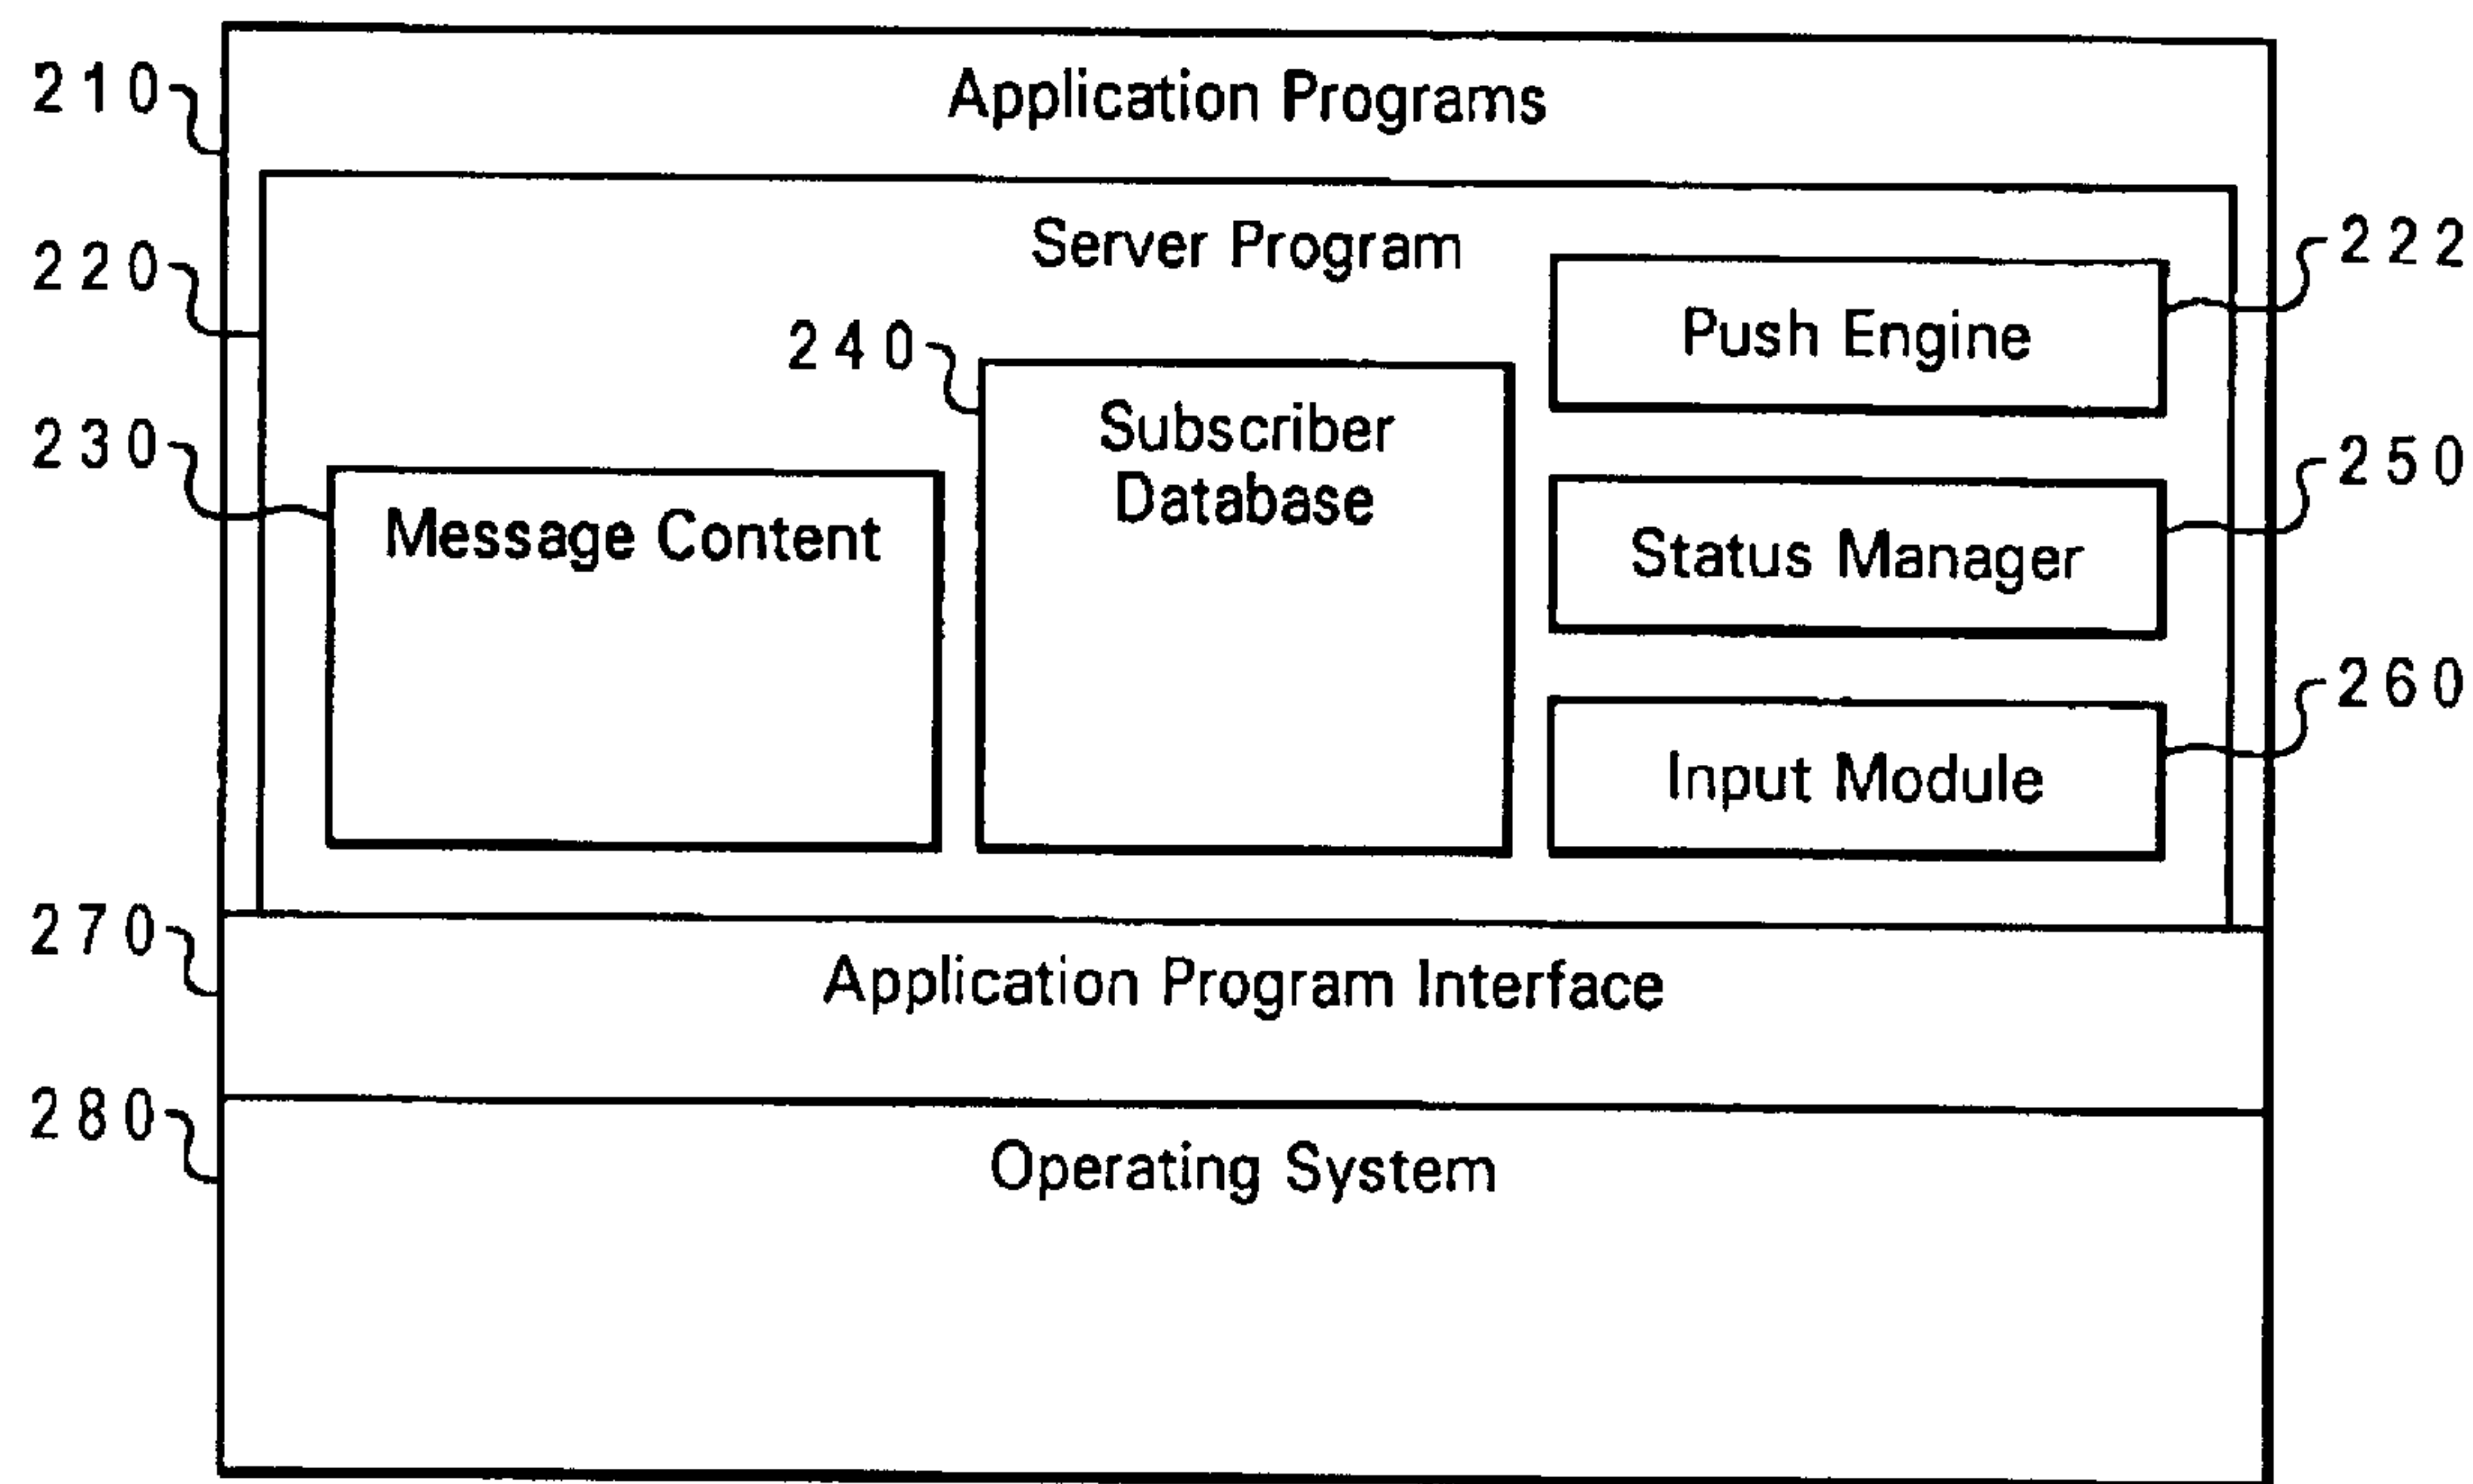 210
Application Programs
220
Server Program
222
Push Engine
240
Subscriber
Database
230
Message Content
250
Status Manager
260
Input Module
270
Application Program Interface
280
Operating System